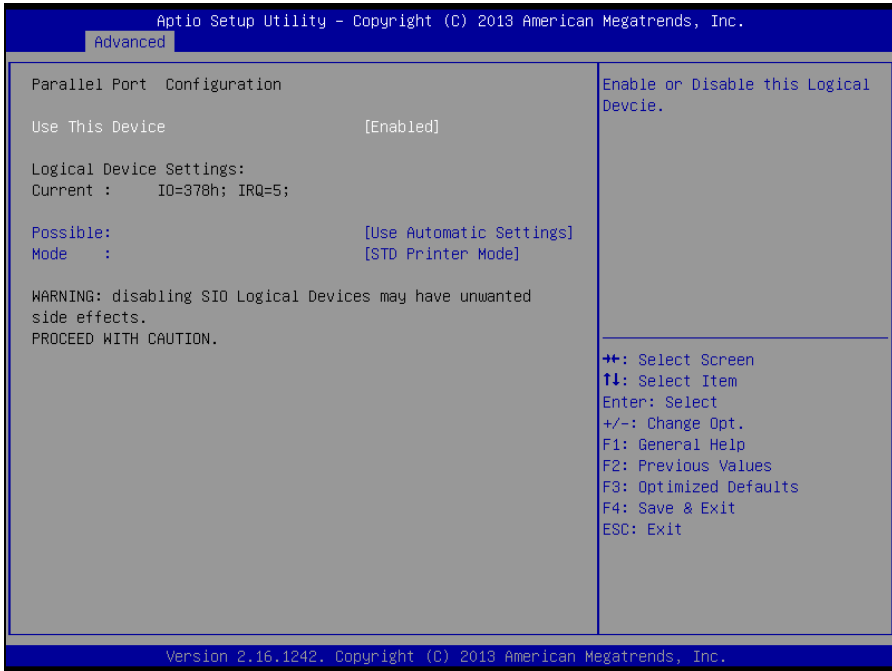 Aptio Setup Utility – Copyright (C) 2013 American Megatrends, Inc.
Advanced
Parallel Port  Configuration
Use This Device [Enabled]
Logical Device Settings:
Current : IO=378h; IRQ=5;
Possible: [Use Automatic Settings]
Mode : [STD Printer Mode]
WARNING: disabling SIO Logical Devices may have unwanted
side effects.
PROCEED WITH CAUTION.
Enable or Disable this Logical
Devcie.
→←: Select Screen
↑↓: Select Item
Enter: Select
+/-: Change Opt.
F1: General Help
F2: Previous Values
F3: Optimized Defaults
F4: Save & Exit
ESC: Exit
Version 2.16.1242. Copyright (C) 2013 American Megatrends, Inc.